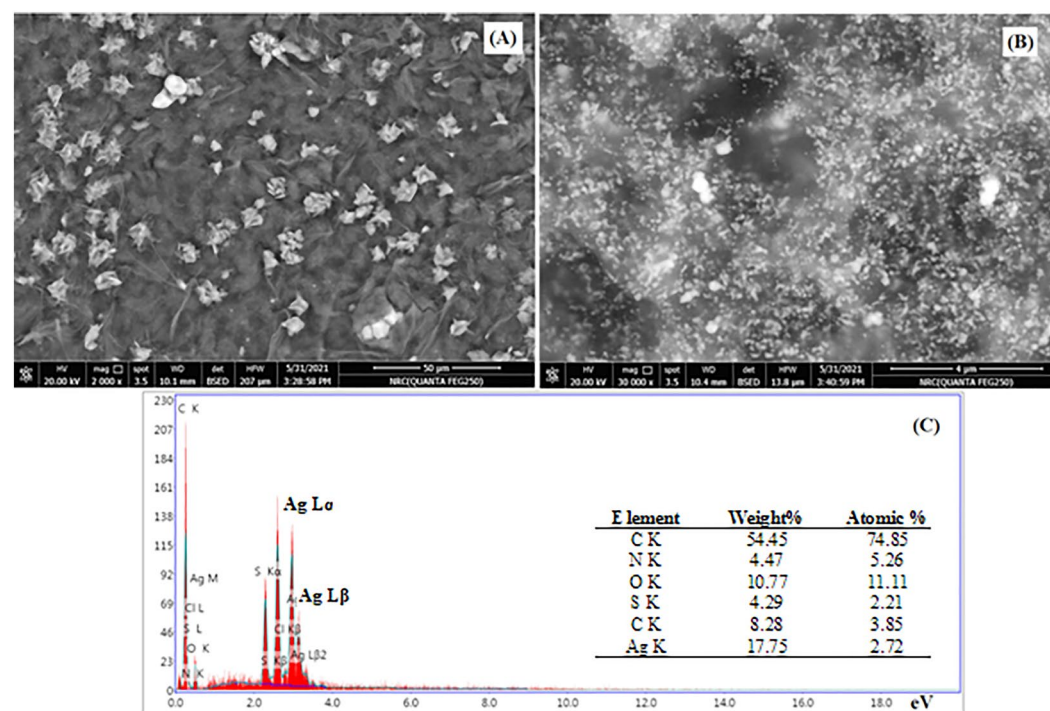 (A)
HV mag □ spot WD det HFW 5/31/2021 50 µm
20.00 kV 2 000 x 3.5 10.1 mm BSED 207 µm 3:28:58 PM NRC(QUANTA FEG250)
(B)
HV mag □ spot WD det HFW 5/31/2021 4 µm
20.00 kV 30 000 x 3.5 10.4 mm BSED 13.8 µm 3:40:59 PM NRC(QUANTA FEG250)
(C)
230
207
184
161
138
115
92
69
46
23
0
C K
Ag M
Cl L
S L
O K
N K
S Kα
S Kβ
Ag Lα
Ag Lβ
Cl Kβ
Ag Lβ2
0.0 2.0 4.0 6.0 8.0 10.0 12.0 14.0 16.0 18.0 eV
Element Weight% Atomic %
C K 54.45 74.85
N K 4.47 5.26
O K 10.77 11.11
S K 4.29 2.21
C K 8.28 3.85
Ag K 17.75 2.72